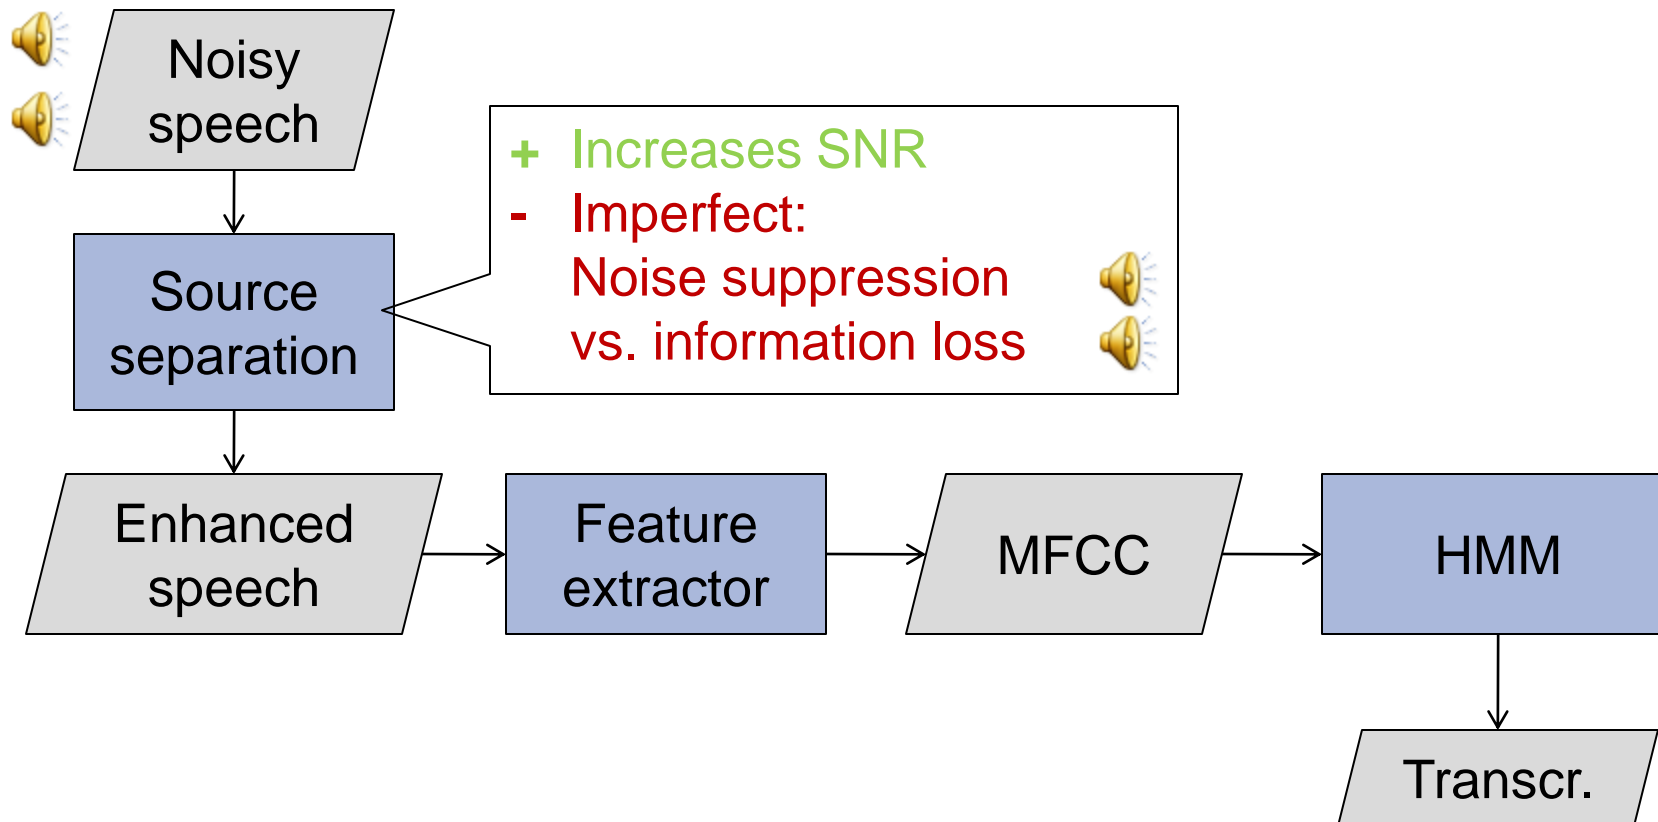 Noisy
speech
+ Increases SNR
- Imperfect:
Noise suppression
vs. information loss
Source
separation
Enhanced
speech
Feature
extractor
MFCC
HMM
Transcr.